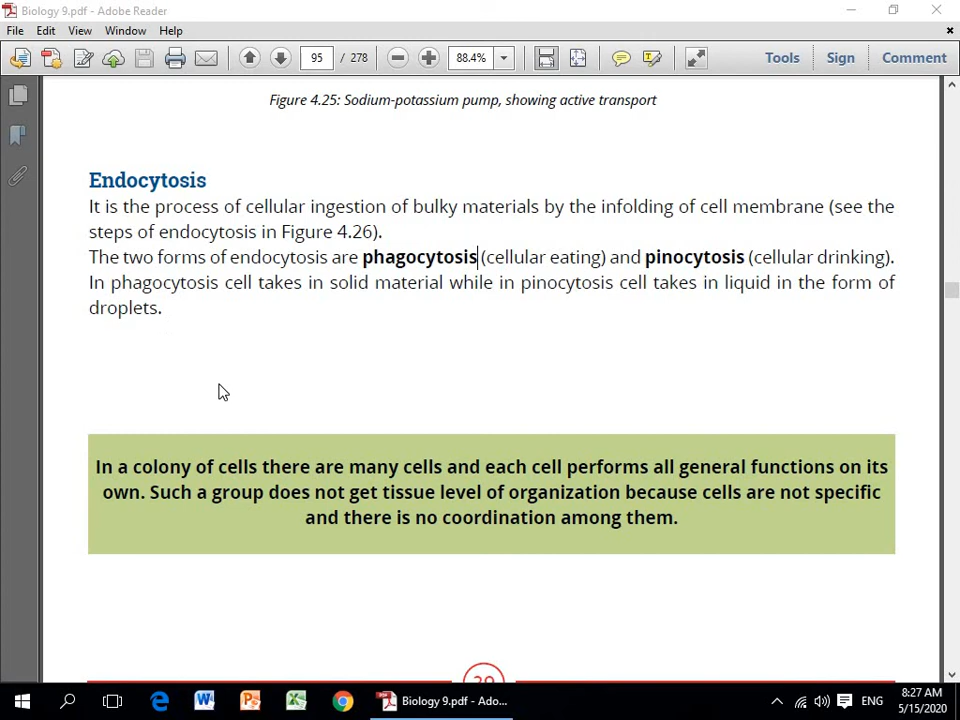 Biology 9.pdf - Adobe Reader
File Edit View Window Help
95 / 278 88.4% Tools Sign Comment
Figure 4.25: Sodium-potassium pump, showing active transport
Endocytosis
It is the process of cellular ingestion of bulky materials by the infolding of cell membrane (see the
steps of endocytosis in Figure 4.26).
The two forms of endocytosis are phagocytosis (cellular eating) and pinocytosis (cellular drinking).
In phagocytosis cell takes in solid material while in pinocytosis cell takes in liquid in the form of
droplets.
In a colony of cells there are many cells and each cell performs all general functions on its
own. Such a group does not get tissue level of organization because cells are not specific
and there is no coordination among them.
Biology 9.pdf - Ado...
ENG
8:27 AM
5/15/2020